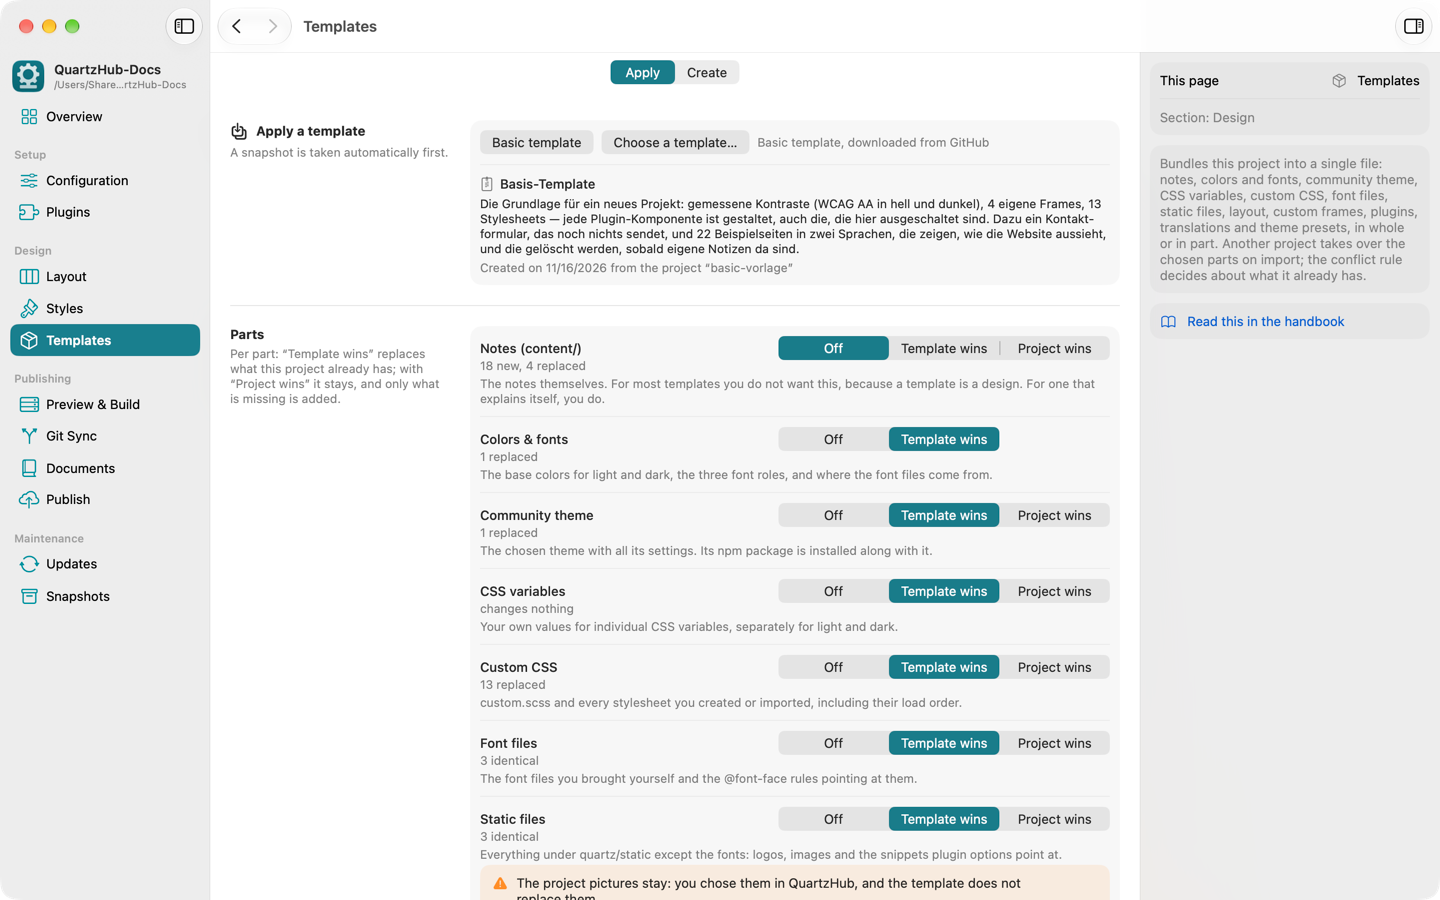 Templates
QuartzHub-Docs
/Users/Share...rtzHub-Docs
Overview
Setup
Configuration
Plugins
Design
Layout
Styles
Templates
Publishing
Preview & Build
Git Sync
Documents
Publish
Maintenance
Updates
Snapshots
Apply
Create
Apply a template
A snapshot is taken automatically first.
Basic template
Choose a template...
Basic template, downloaded from GitHub
Basis-Template
Die Grundlage für ein neues Projekt: gemessene Kontraste (WCAG AA in hell und dunkel), 4 eigene Frames, 13
Stylesheets — jede Plugin-Komponente ist gestaltet, auch die, die hier ausgeschaltet sind. Dazu ein Kontakt-
formular, das noch nichts sendet, und 22 Beispielseiten in zwei Sprachen, die zeigen, wie die Website aussieht,
und die gelöscht werden, sobald eigene Notizen da sind.
Created on 11/16/2026 from the project “basic-vorlage”
Parts
Per part: “Template wins” replaces
what this project already has; with
“Project wins” it stays, and only what
is missing is added.
Notes (content/)
Off
Template wins
Project wins
18 new, 4 replaced
The notes themselves. For most templates you do not want this, because a template is a design. For one that
explains itself, you do.
Colors & fonts
Off
Template wins
1 replaced
The base colors for light and dark, the three font roles, and where the font files come from.
Community theme
Off
Template wins
Project wins
1 replaced
The chosen theme with all its settings. Its npm package is installed along with it.
CSS variables
Off
Template wins
Project wins
changes nothing
Your own values for individual CSS variables, separately for light and dark.
Custom CSS
Off
Template wins
Project wins
13 replaced
custom.scss and every stylesheet you created or imported, including their load order.
Font files
Off
Template wins
Project wins
3 identical
The font files you brought yourself and the @font-face rules pointing at them.
Static files
Off
Template wins
Project wins
3 identical
Everything under quartz/static except the fonts: logos, images and the snippets plugin options point at.
The project pictures stay: you chose them in QuartzHub, and the template does not
replace them.
This page
Templates
Section: Design
Bundles this project into a single file:
notes, colors and fonts, community theme,
CSS variables, custom CSS, font files,
static files, layout, custom frames, plugins,
translations and theme presets, in whole
or in part. Another project takes over the
chosen parts on import; the conflict rule
decides about what it already has.
Read this in the handbook